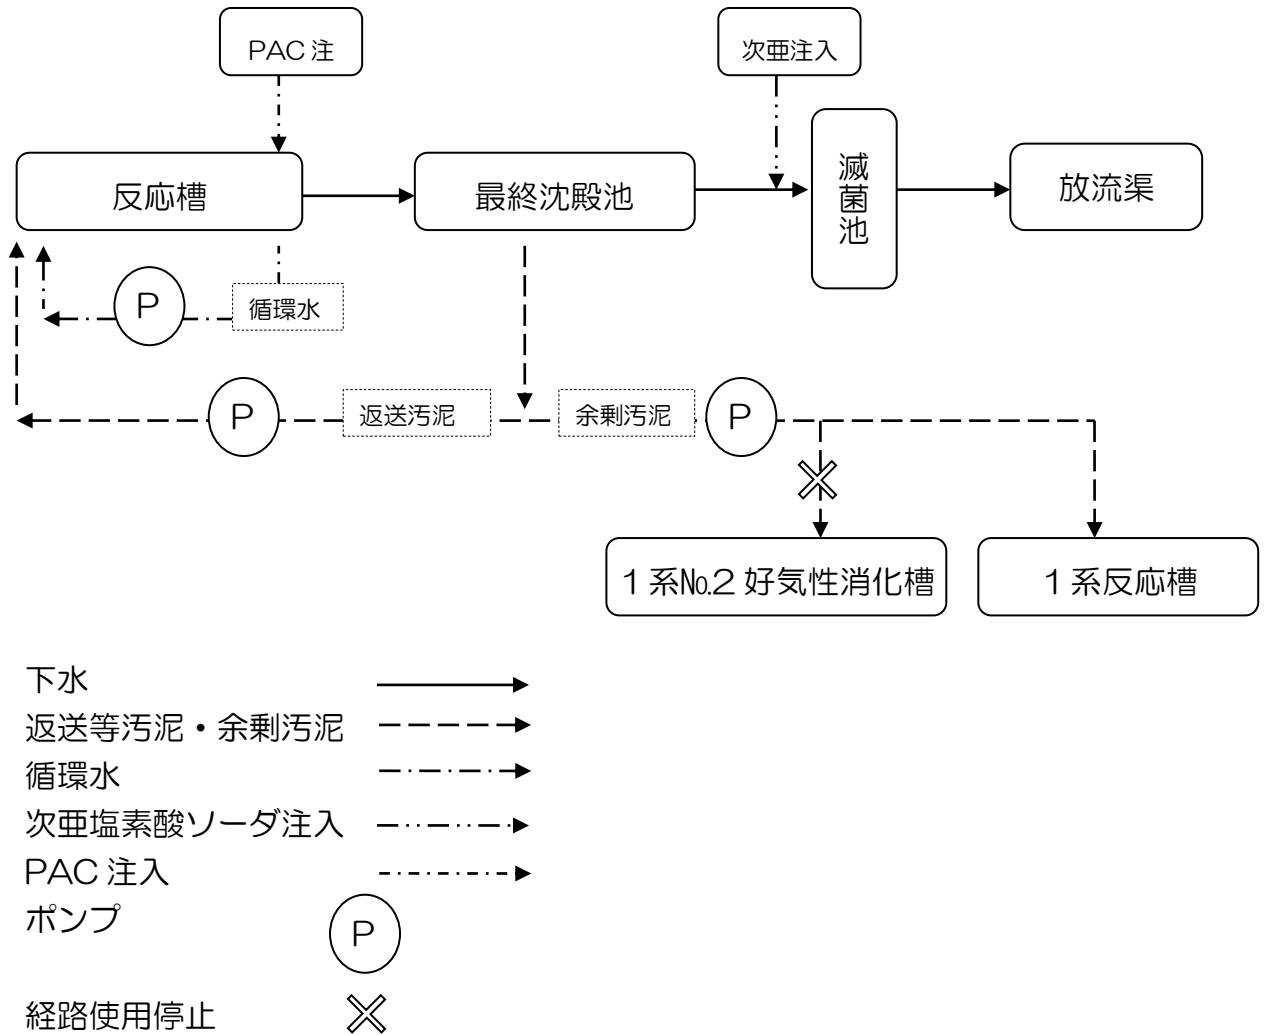 PAC注
次亜注入
反応槽
最終沈殿池
滅菌池
放流渠
P
循環水
P
返送汚泥
余剰汚泥
P
1系№2好気性消化槽
1系反応槽
下水
返送等汚泥・余剰汚泥
循環水
次亜塩素酸ソーダ注入
PAC注入
ポンプ
P
経路使用停止